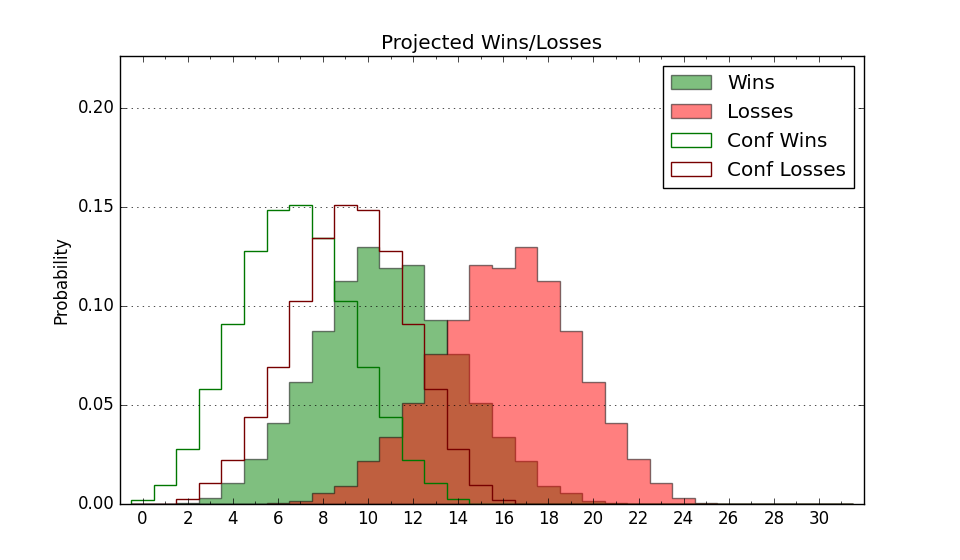 Projected Wins/Losses
Wins
Losses
Conf Wins
Conf Losses
Probability
0.20
0.15
0.10
0.05
0.00
0 2 4 6 8 10 12 14 16 18 20 22 24 26 28 30